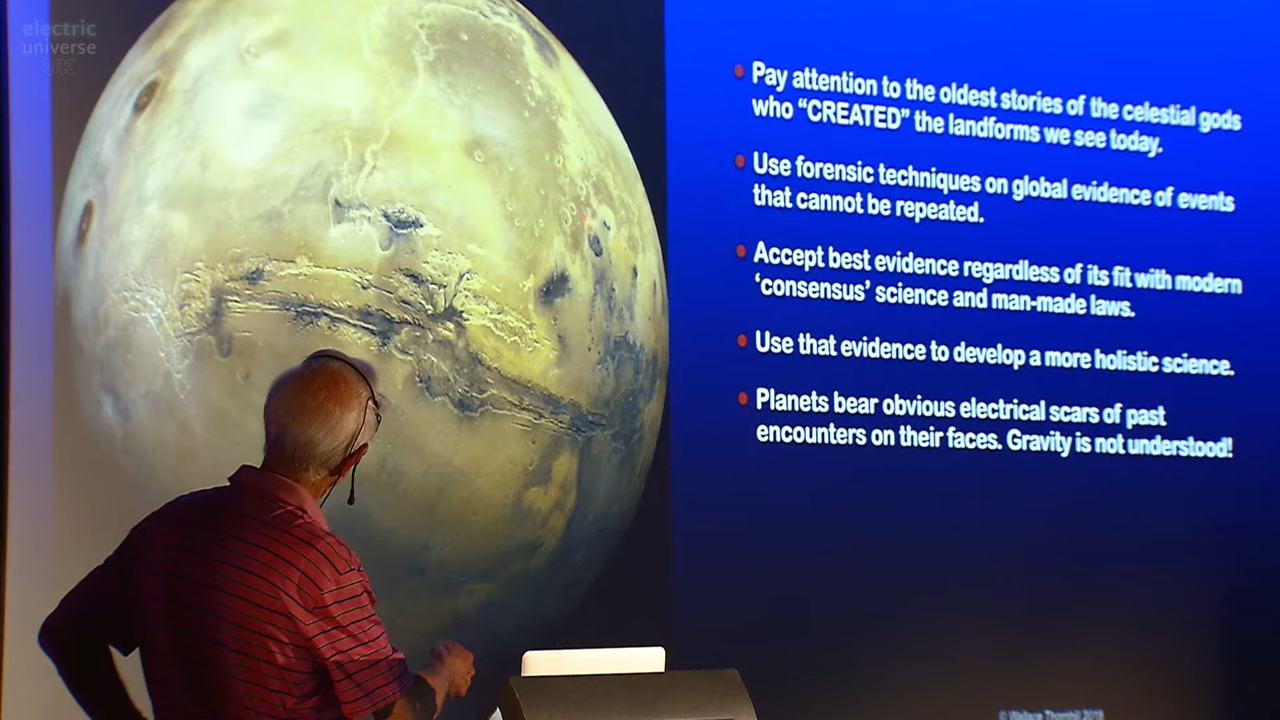 electric
universe
UK
Pay attention to the oldest stories of the celestial gods
who “CREATED” the landforms we see today.
Use forensic techniques on global evidence of events
that cannot be repeated.
Accept best evidence regardless of its fit with modern
‘consensus’ science and man-made laws.
Use that evidence to develop a more holistic science.
Planets bear obvious electrical scars of past
encounters on their faces. Gravity is not understood!
© Wallace Thornhill